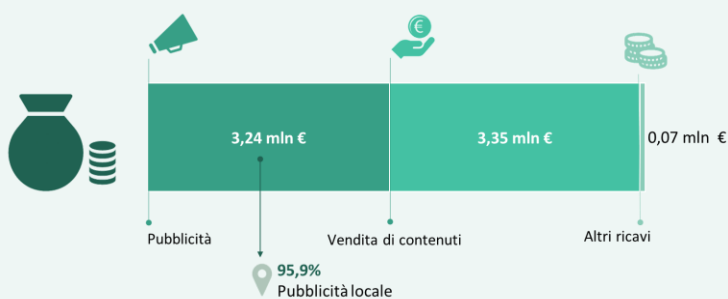 €
3,24 mln €
3,35 mln €
0,07 mln €
Pubblicità
Vendita di contenuti
Altri ricavi
95,9%
Pubblicità locale